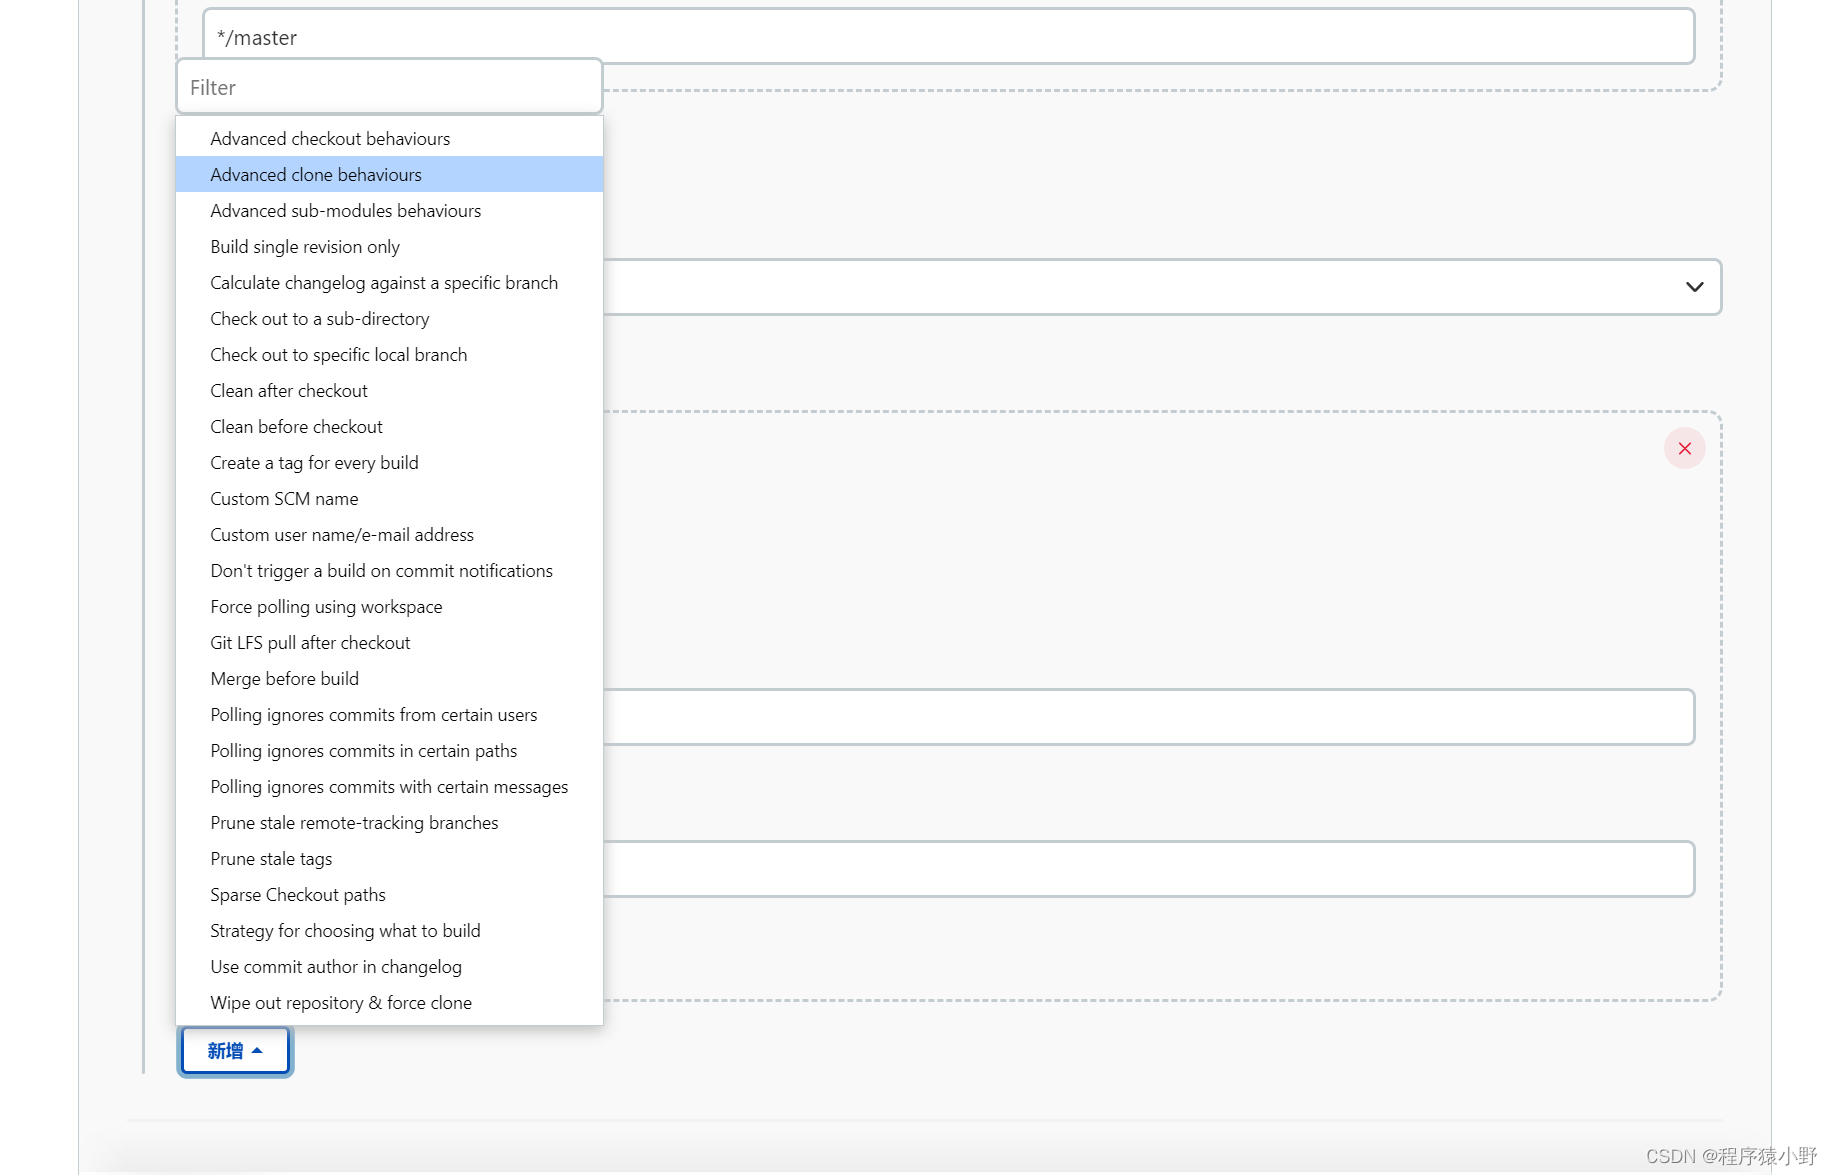 */master
Filter
Advanced checkout behaviours
Advanced clone behaviours
Advanced sub-modules behaviours
Build single revision only
Calculate changelog against a specific branch
Check out to a sub-directory
Check out to specific local branch
Clean after checkout
Clean before checkout
Create a tag for every build
Custom SCM name
Custom user name/e-mail address
Don't trigger a build on commit notifications
Force polling using workspace
Git LFS pull after checkout
Merge before build
Polling ignores commits from certain users
Polling ignores commits in certain paths
Polling ignores commits with certain messages
Prune stale remote-tracking branches
Prune stale tags
Sparse Checkout paths
Strategy for choosing what to build
Use commit author in changelog
Wipe out repository & force clone
新增
CSDN @程序猿小野